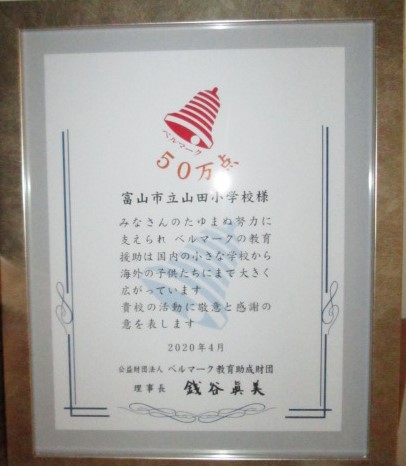 ベルマーク
50万点
富山市立山田小学校様
みなさんのたゆまぬ努力に
支えられ ベルマークの教育
援助は国内の小さな学校から
海外の子供たちにまで大きく
広がっています
貴校の活動に敬意と感謝の
意を表します
2020年4月
公益財団法人 ベルマーク教育助成財団
理事長 銭谷眞美